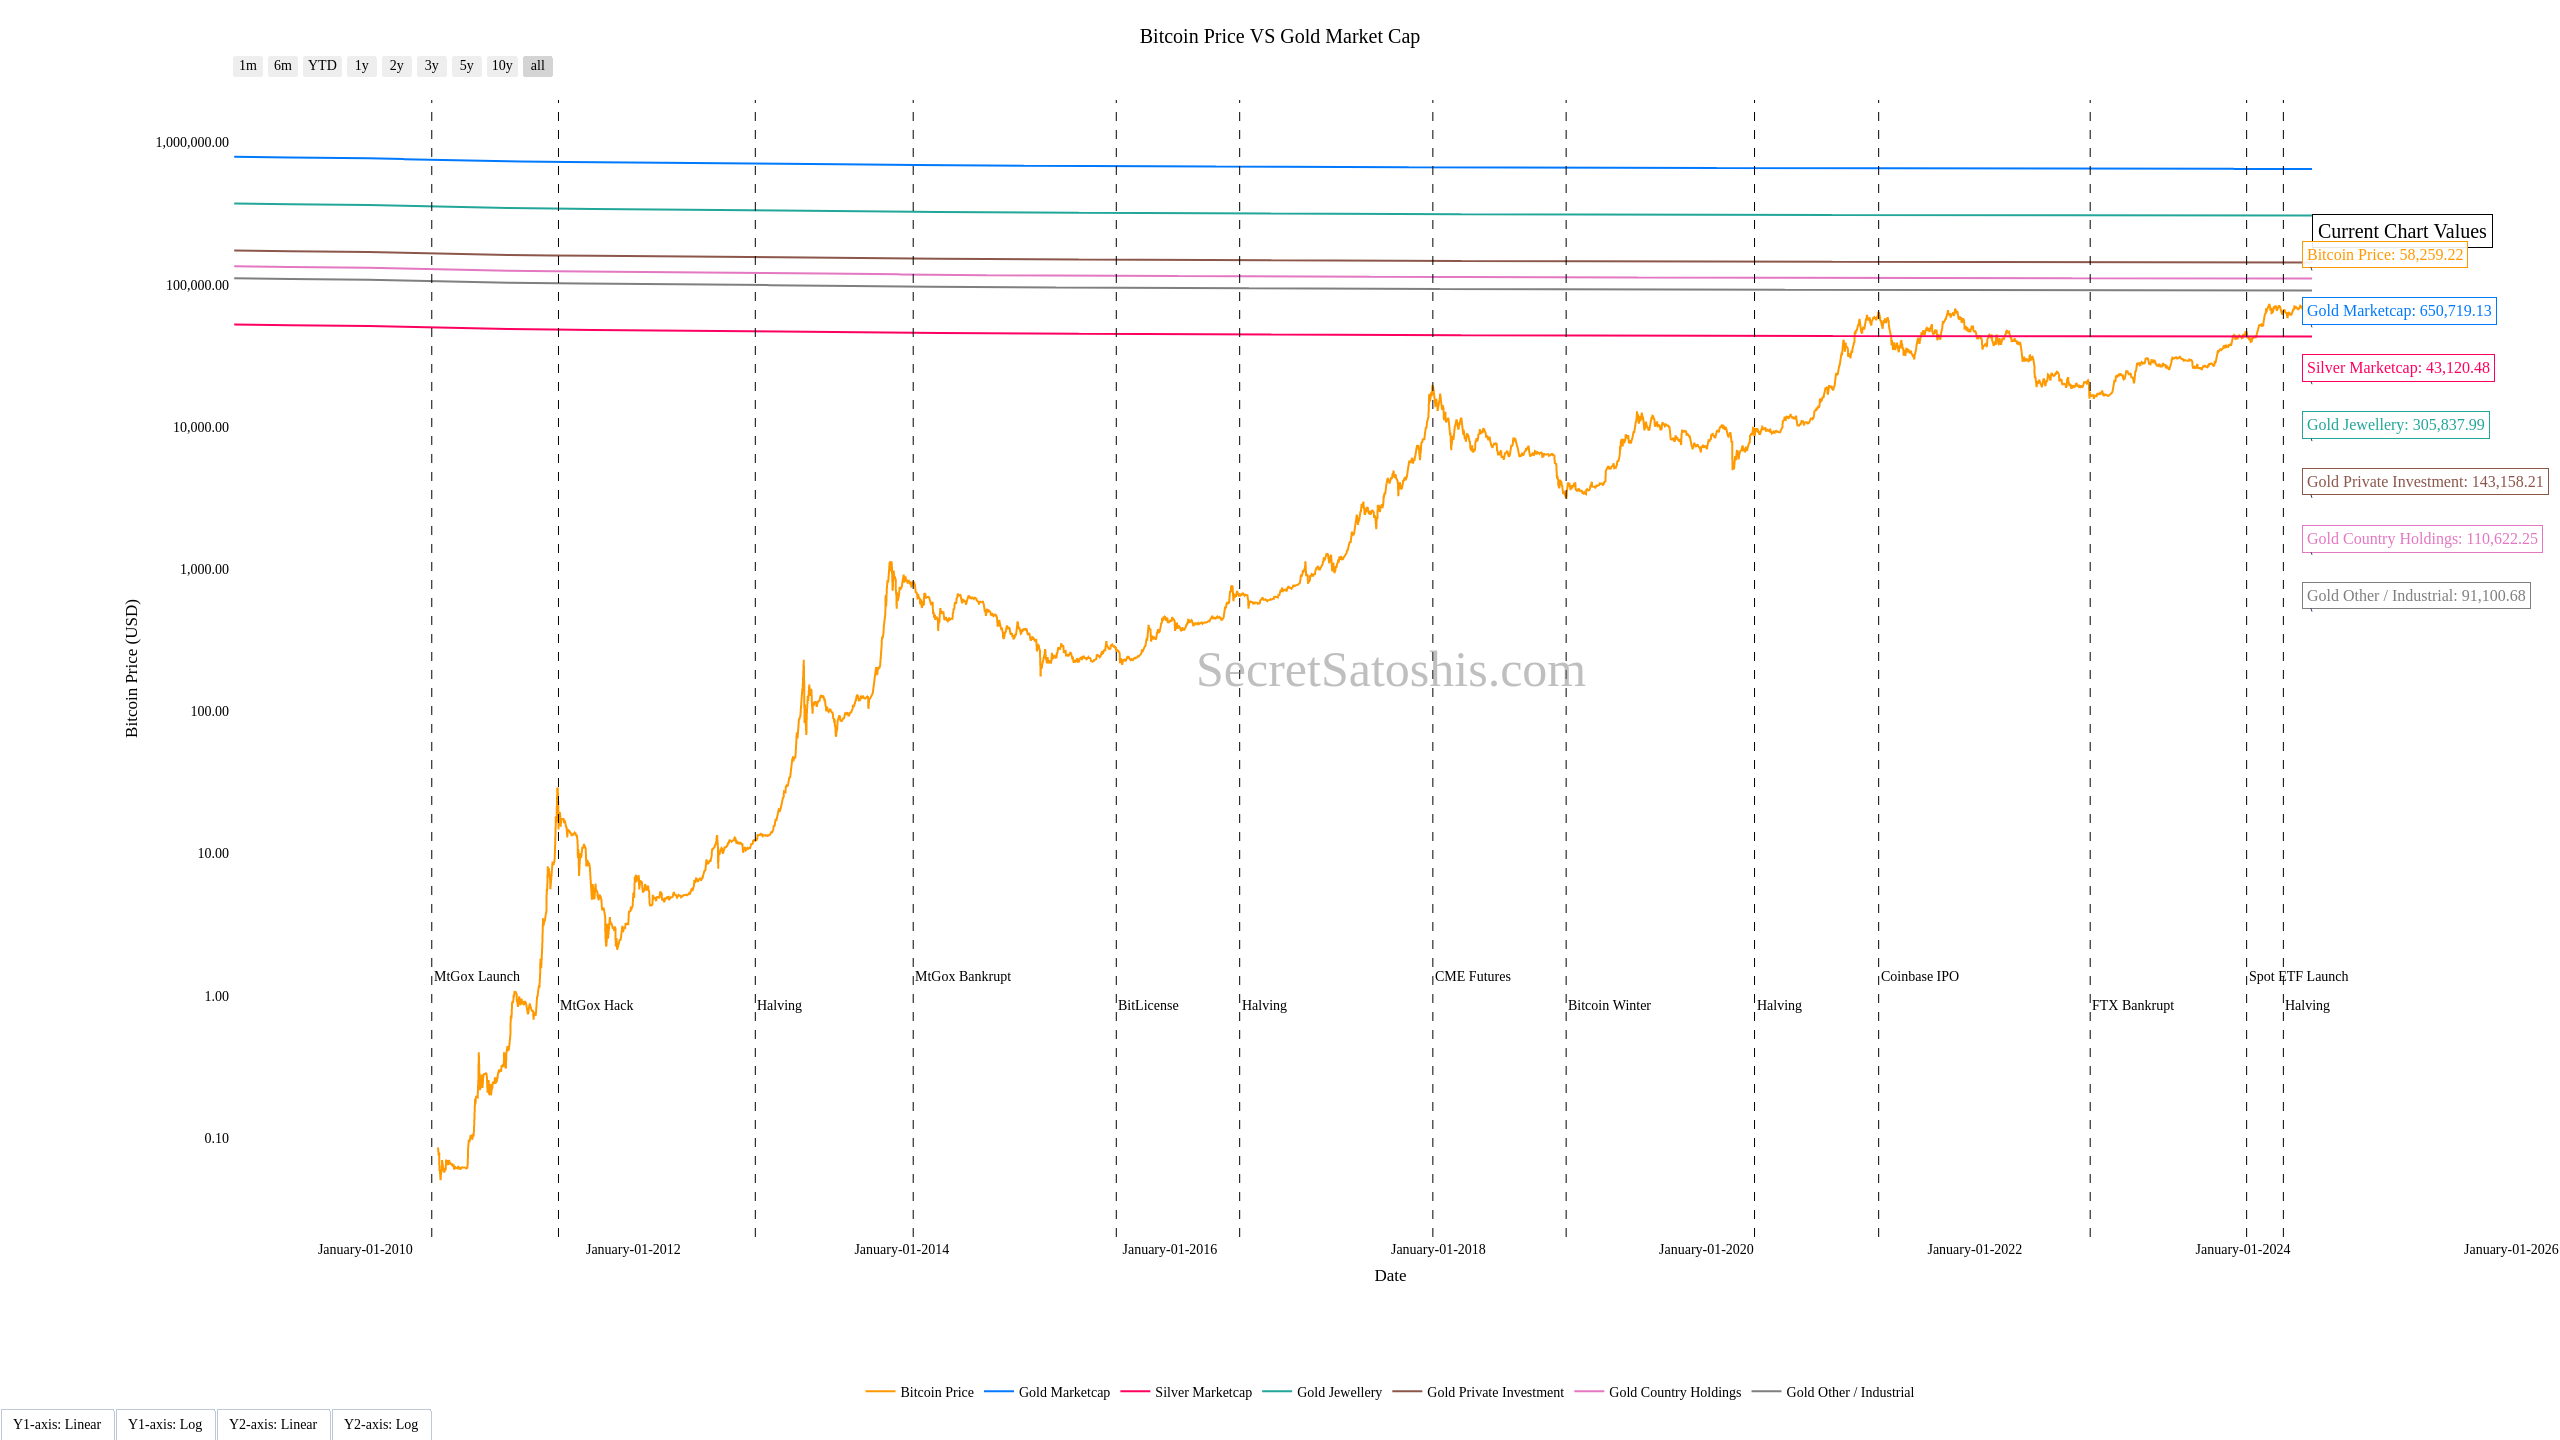 Bitcoin Price VS Gold Market Cap
1m 6m YTD 1y 2y 3y 5y 10y all
1,000,000.00
100,000.00
10,000.00
1,000.00
100.00
10.00
1.00
0.10
Bitcoin Price (USD)
Current Chart Values
Bitcoin Price: 58,259.22
Gold Marketcap: 650,719.13
Silver Marketcap: 43,120.48
Gold Jewellery: 305,837.99
Gold Private Investment: 143,158.21
Gold Country Holdings: 110,622.25
Gold Other / Industrial: 91,100.68
SecretSatoshis.com
MtGox Launch
MtGox Hack
Halving
MtGox Bankrupt
BitLicense
Halving
CME Futures
Bitcoin Winter
Halving
Coinbase IPO
FTX Bankrupt
Spot ETF Launch
Halving
January-01-2010 January-01-2012 January-01-2014 January-01-2016 January-01-2018 January-01-2020 January-01-2022 January-01-2024 January-01-2026
Date
Bitcoin Price Gold Marketcap Silver Marketcap Gold Jewellery Gold Private Investment Gold Country Holdings Gold Other / Industrial
Y1-axis: Linear Y1-axis: Log Y2-axis: Linear Y2-axis: Log